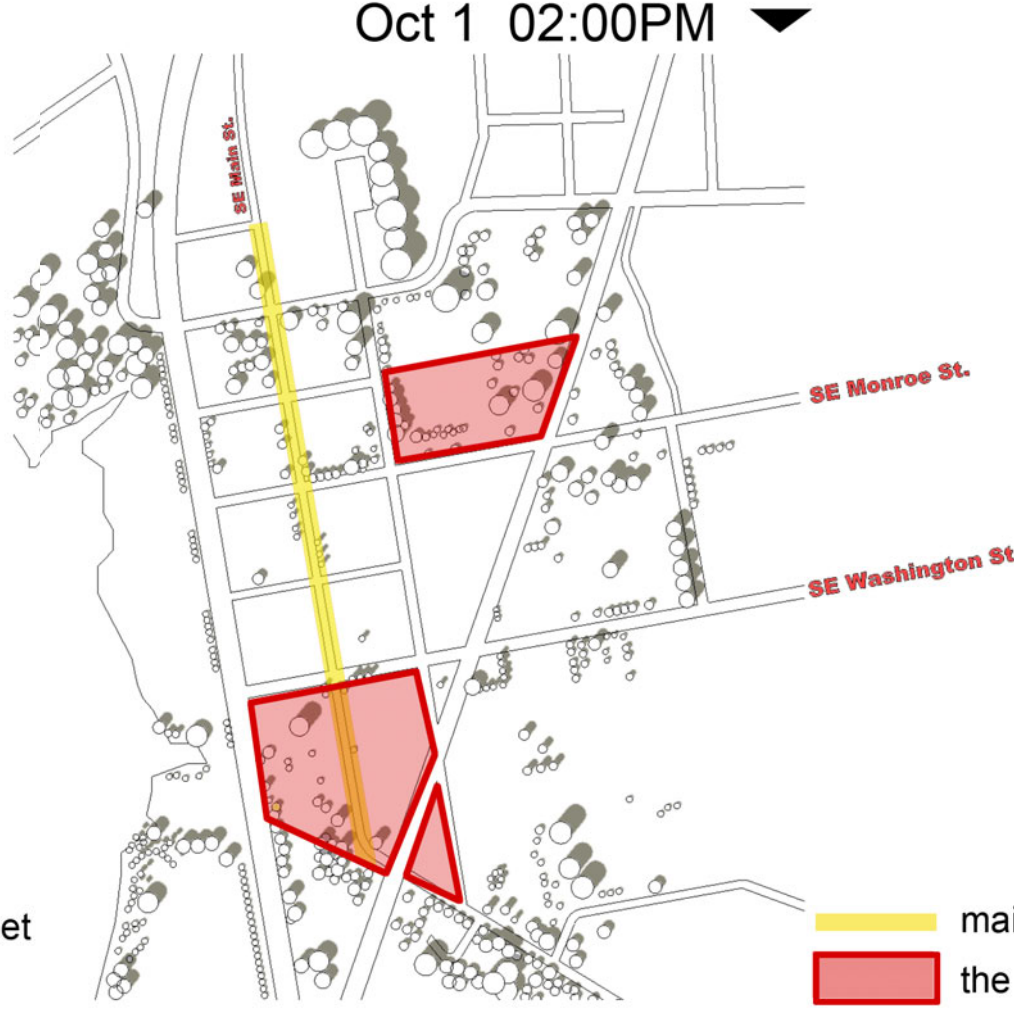 Oct 1 02:00PM
SE Main St.
SE Monroe St.
SE Washington St
et
mai
the